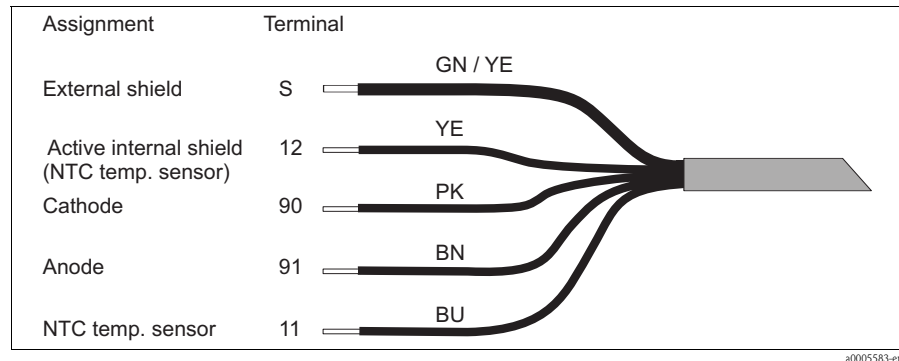 Assignment Terminal
GN / YE
External shield S
YE
Active internal shield 12
(NTC temp. sensor)
PK
Cathode 90
BN
Anode 91
BU
NTC temp. sensor 11
a0005583-en